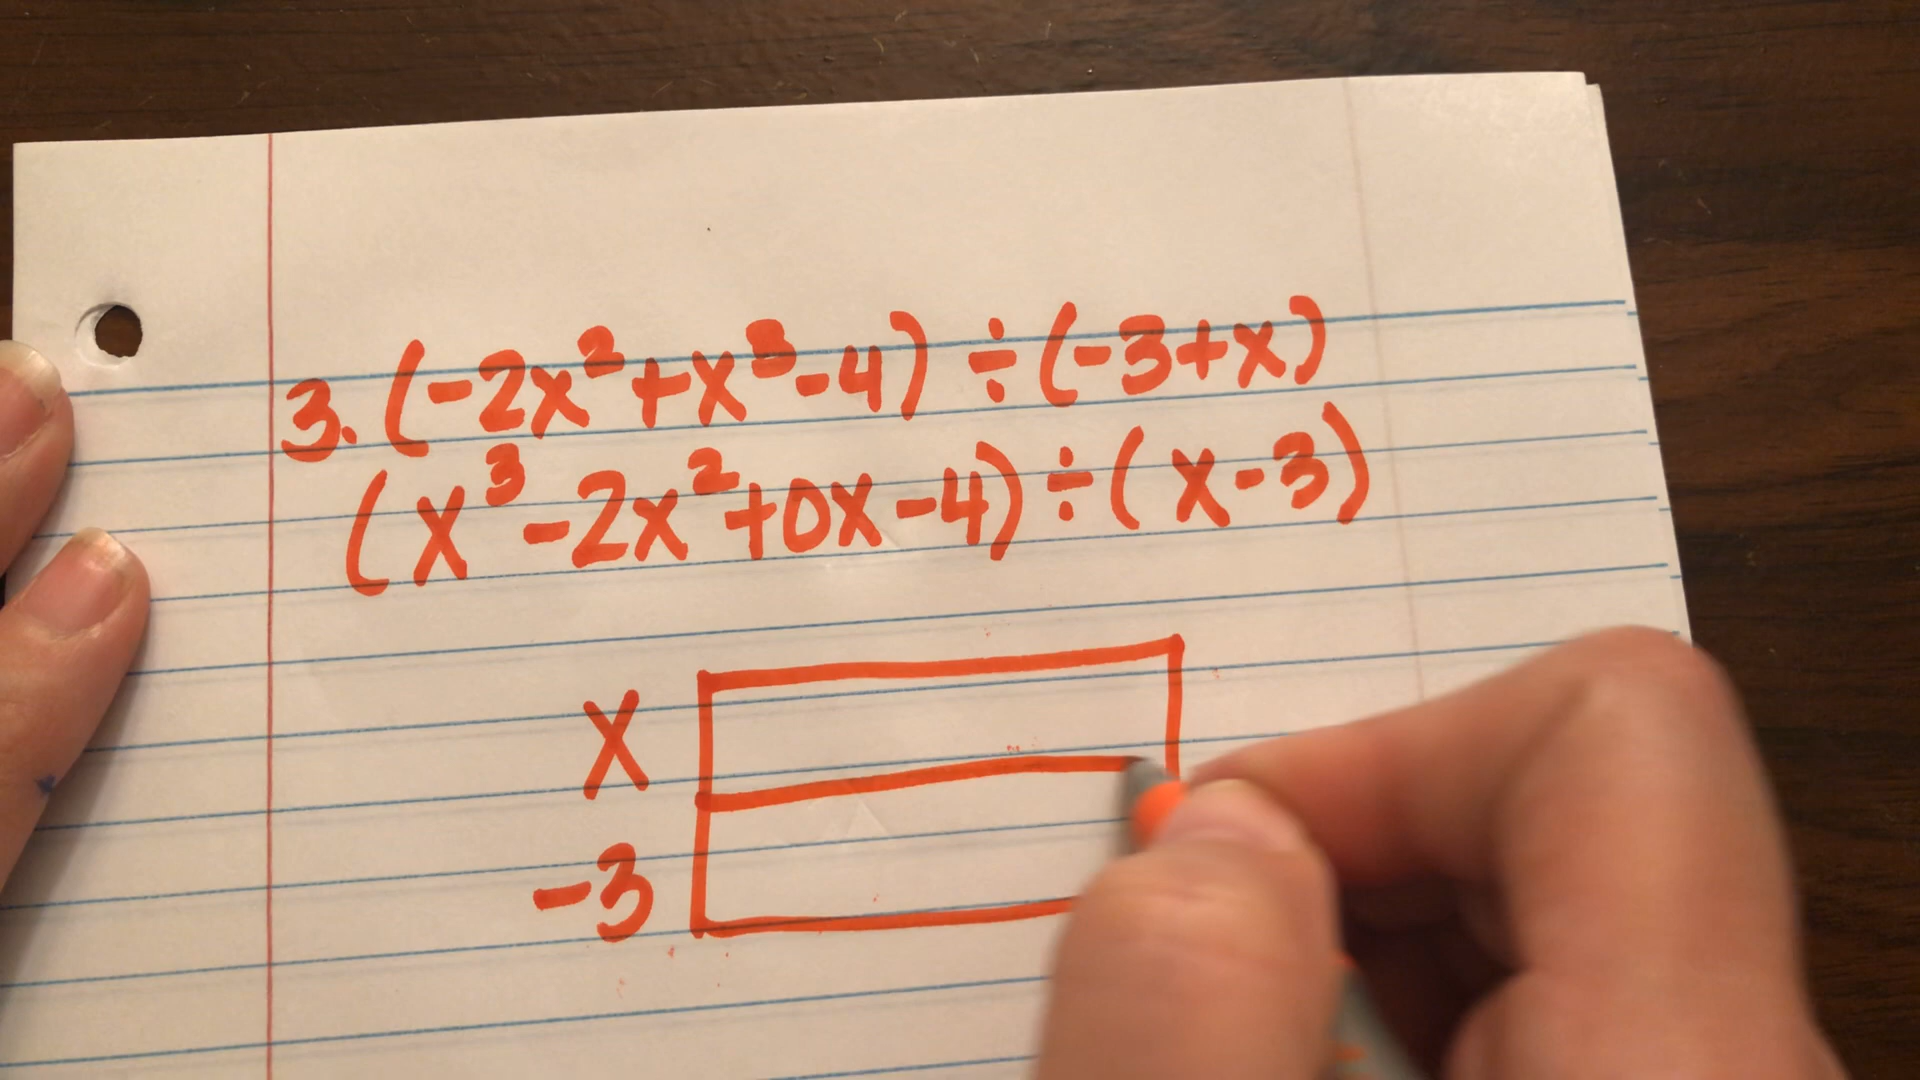 3. (-2x²+x³-4) ÷ (-3+x)
(x³-2x²+0x-4) ÷ (x-3)
x
-3